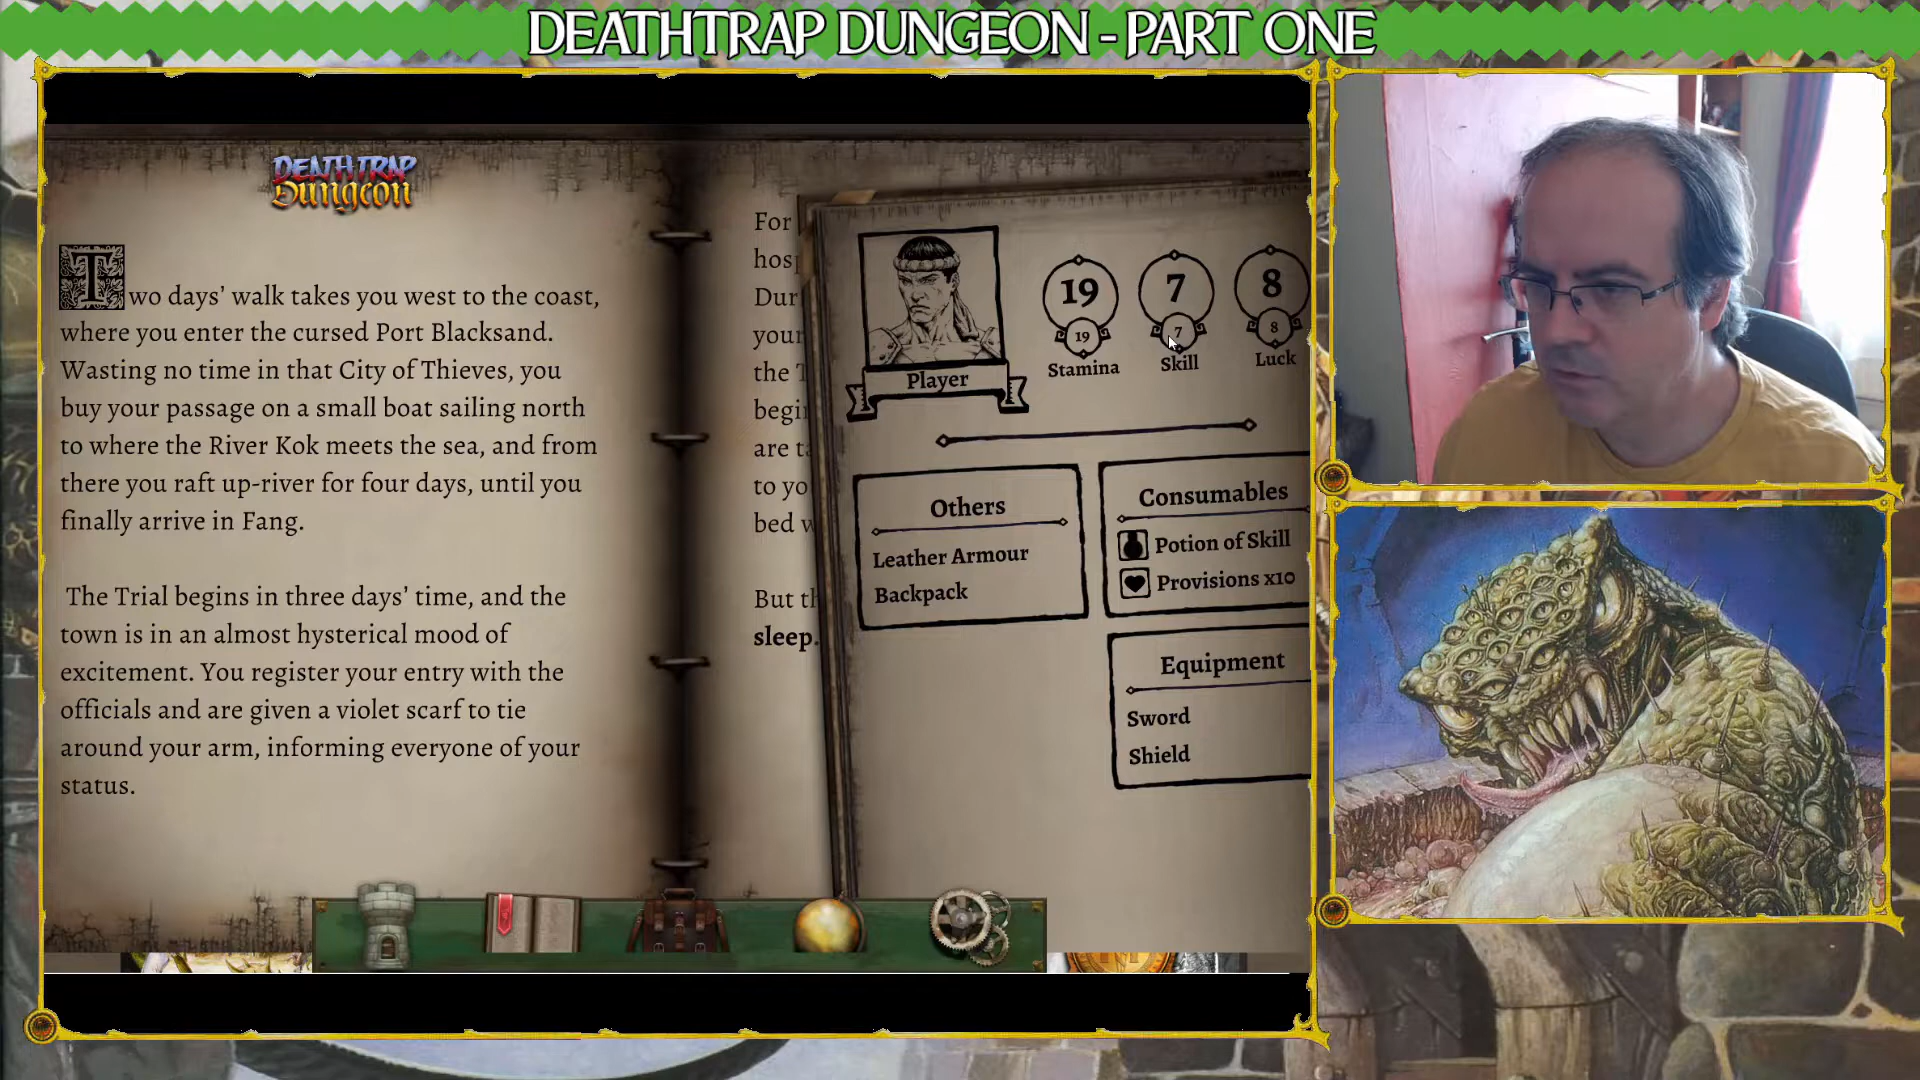 DEATHTRAP DUNGEON - PART ONE
DEATHTRAP
Dungeon
Two days’ walk takes you west to the coast,
where you enter the cursed Port Blacksand.
Wasting no time in that City of Thieves, you
buy your passage on a small boat sailing north
to where the River Kok meets the sea, and from
there you raft up-river for four days, until you
finally arrive in Fang.
The Trial begins in three days’ time, and the
town is in an almost hysterical mood of
excitement. You register your entry with the
officials and are given a violet scarf to tie
around your arm, informing everyone of your
status.
For
the
are
to
bed
But
sleep.
19
7
8
19
7
8
Stamina
Skill
Luck
Player
Others
Leather Armour
Backpack
Consumables
Potion of Skill
Provisions x10
Equipment
Sword
Shield